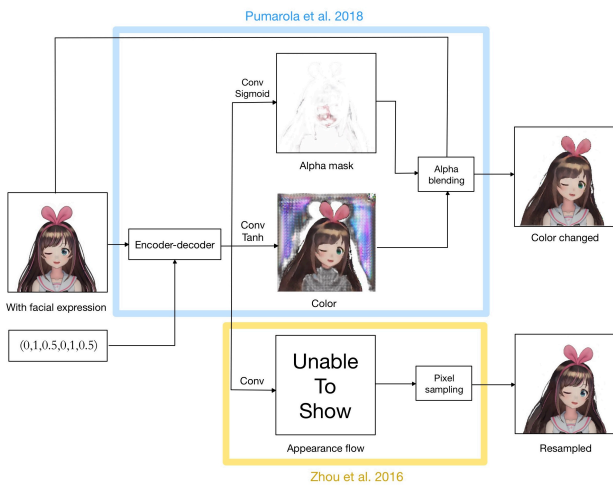 Pumarola et al. 2018
Conv
Sigmoid
Alpha mask
Alpha
blending
Encoder-decoder
Conv
Tanh
Color
Color changed
With facial expression
(0,1,0.5,0,1,0.5)
Conv
Unable
To
Show
Pixel
sampling
Appearance flow
Resampled
Zhou et al. 2016